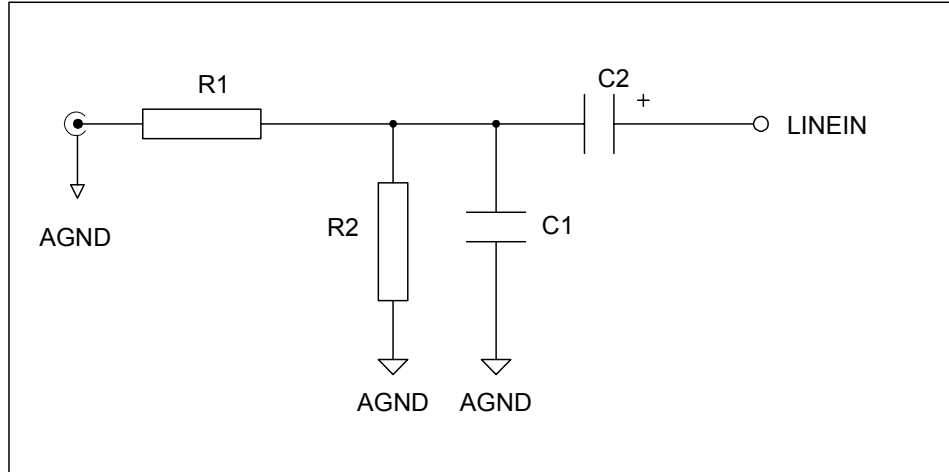 R1
C2
+
LINEIN
AGND
R2
C1
AGND
AGND